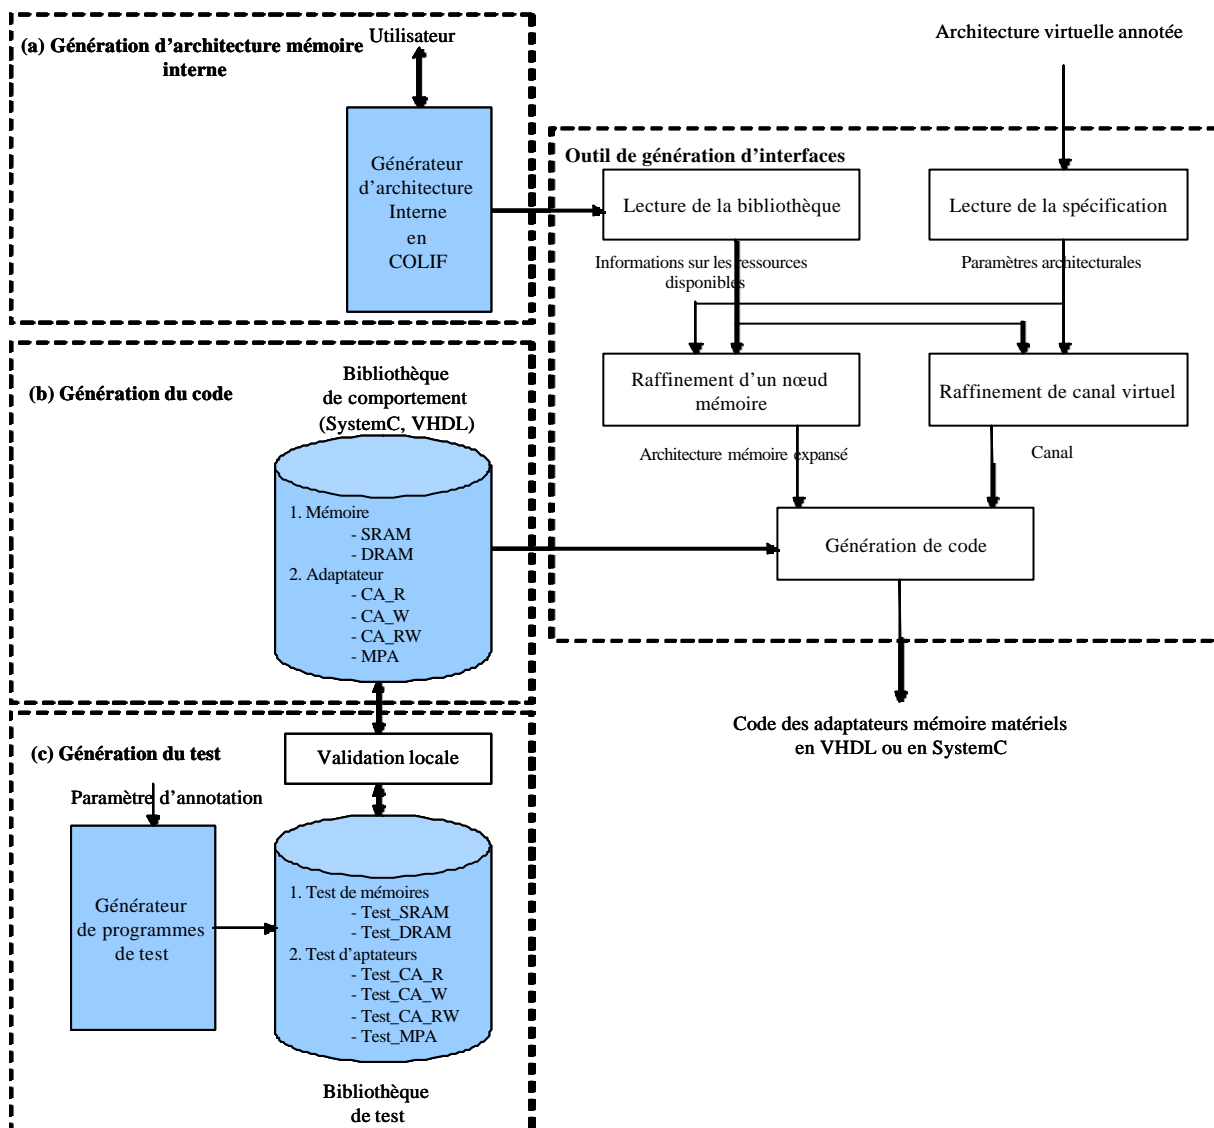 (a) Génération d'architecture mémoire
interne
Utilisateur
Générateur
d'architecture
Interne
en
COLIF
Architecture virtuelle annotée
Outil de génération d'interfaces
Lecture de la bibliothèque
Lecture de la spécification
Informations sur les ressources
disponibles
Paramètres architecturales
Raffinement d'un nœud
mémoire
Raffinement de canal virtuel
Architecture mémoire expansé
Canal
Génération de code
Code des adaptateurs mémoire matériels
en VHDL ou en SystemC
(b) Génération du code
Bibliothèque
de comportement
(SystemC, VHDL)
1. Mémoire
- SRAM
- DRAM
2. Adaptateur
- CA_R
- CA_W
- CA_RW
- MPA
(c) Génération du test
Validation locale
Paramètre d'annotation
Générateur
de programmes
de test
1. Test de mémoires
- Test_SRAM
- Test_DRAM
2. Test d'aptateurs
- Test_CA_R
- Test_CA_W
- Test_CA_RW
- Test_MPA
Bibliothèque
de test